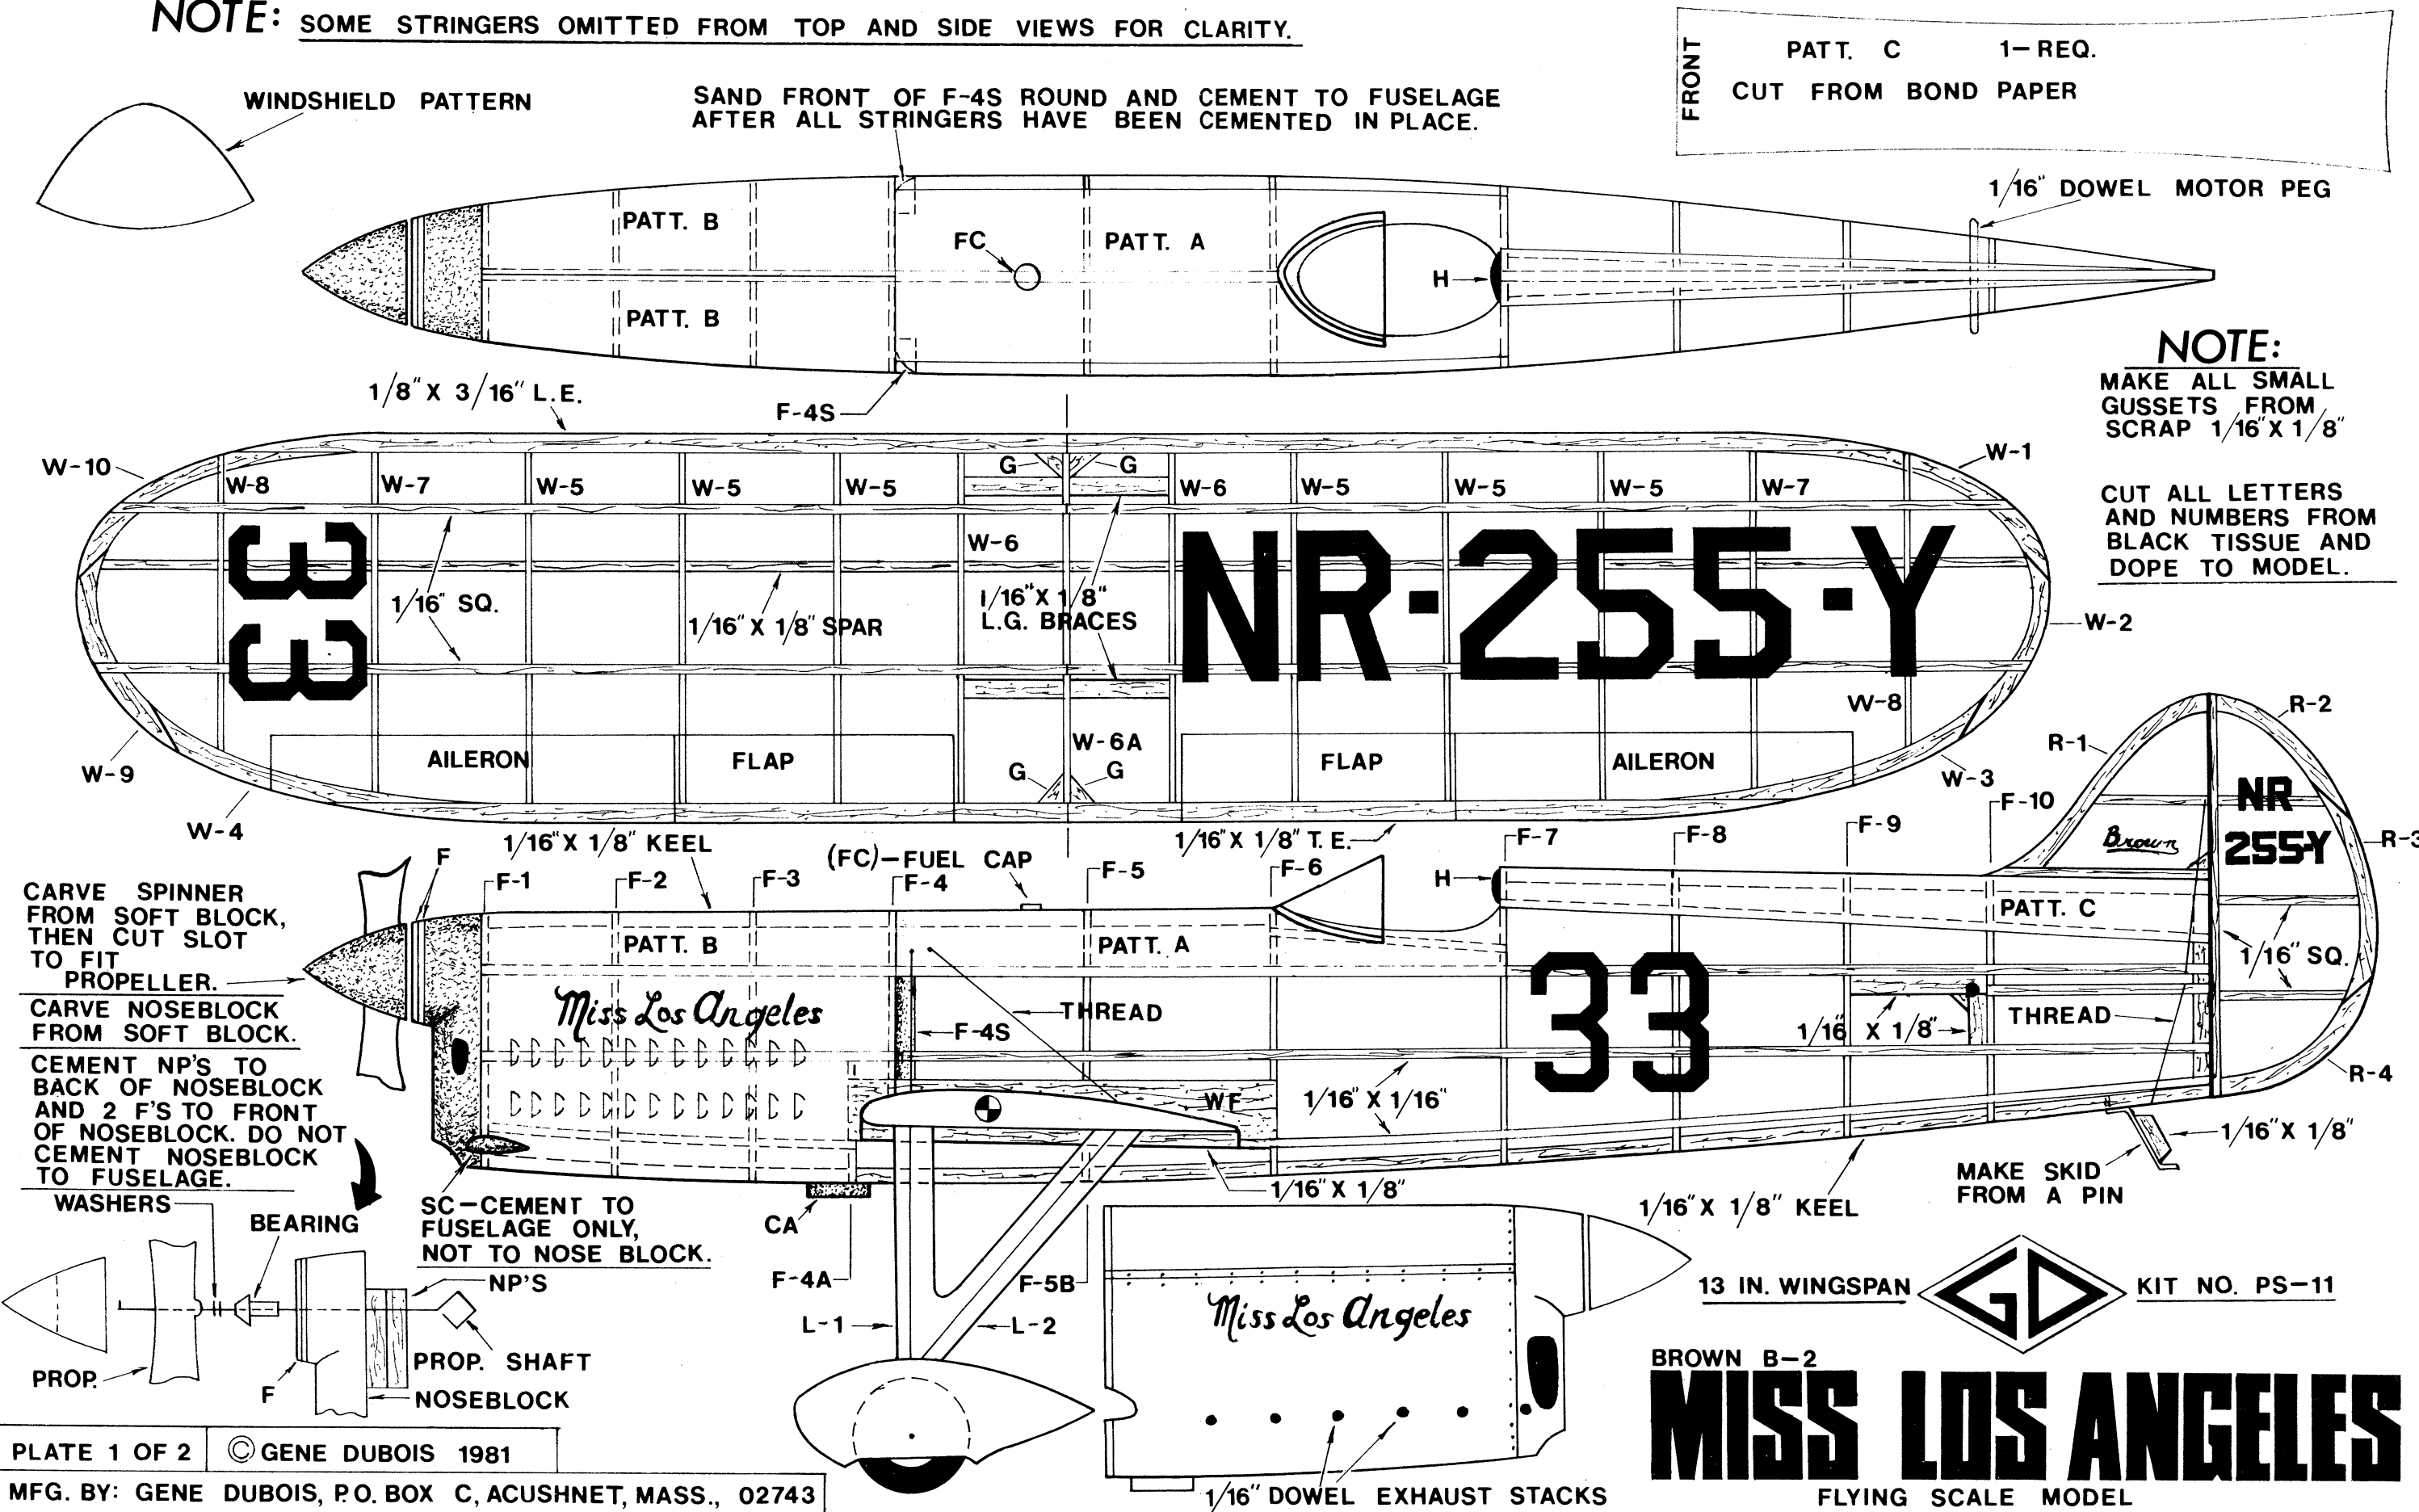 NOTE: SOME STRINGERS OMITTED FROM TOP AND SIDE VIEWS FOR CLARITY.
FRONT
PATT. C 1-REQ.
CUT FROM BOND PAPER
WINDSHIELD PATTERN
SAND FRONT OF F-4S ROUND AND CEMENT TO FUSELAGE
AFTER ALL STRINGERS HAVE BEEN CEMENTED IN PLACE.
1/16" DOWEL MOTOR PEG
PATT. B
FC
PATT. A
H
PATT. B
F-4S
NOTE:
MAKE ALL SMALL
GUSSETS FROM
SCRAP 1/16" X 1/8"
CUT ALL LETTERS
AND NUMBERS FROM
BLACK TISSUE AND
DOPE TO MODEL.
1/8" X 3/16" L.E.
W-10
W-8
W-7
W-5
W-5
W-5
G
G
W-6
W-5
W-5
W-5
W-7
W-1
33
W-6
NR-255-Y
1/16" SQ.
1/16" X 1/8" SPAR
1/16" X 1/8"
L.G. BRACES
W-2
W-8
W-9
AILERON
FLAP
W-6A
G
G
FLAP
AILERON
W-3
W-4
1/16" X 1/8" KEEL
1/16" X 1/8" T.E.
R-1
R-2
NR
255-Y
Brown
R-3
F
F-1
F-2
F-3
(FC)-FUEL CAP
F-4
F-5
F-6
H
F-7
F-8
F-9
F-10
CARVE SPINNER
FROM SOFT BLOCK,
THEN CUT SLOT
TO FIT
PROPELLER.
CARVE NOSEBLOCK
FROM SOFT BLOCK.
CEMENT NP'S TO
BACK OF NOSEBLOCK
AND 2 F'S TO FRONT
OF NOSEBLOCK. DO NOT
CEMENT NOSEBLOCK
TO FUSELAGE.
PATT. B
PATT. A
PATT. C
Miss Los Angeles
F-4S
THREAD
33
1/16 X 1/8"
THREAD
1/16" SQ.
WF
1/16" X 1/16"
R-4
1/16" X 1/8"
MAKE SKID
FROM A PIN
1/16" X 1/8"
1/16" X 1/8" KEEL
WASHERS
BEARING
SC-CEMENT TO
FUSELAGE ONLY,
NOT TO NOSE BLOCK.
CA
F-4A
F-5B
L-1
L-2
NP'S
PROP.
F
PROP. SHAFT
NOSEBLOCK
Miss Los Angeles
1/16" DOWEL EXHAUST STACKS
13 IN. WINGSPAN
GD
KIT NO. PS-11
BROWN B-2
MISS LOS ANGELES
FLYING SCALE MODEL
PLATE 1 OF 2
© GENE DUBOIS 1981
MFG. BY: GENE DUBOIS, P.O. BOX C, ACUSHNET, MASS., 02743